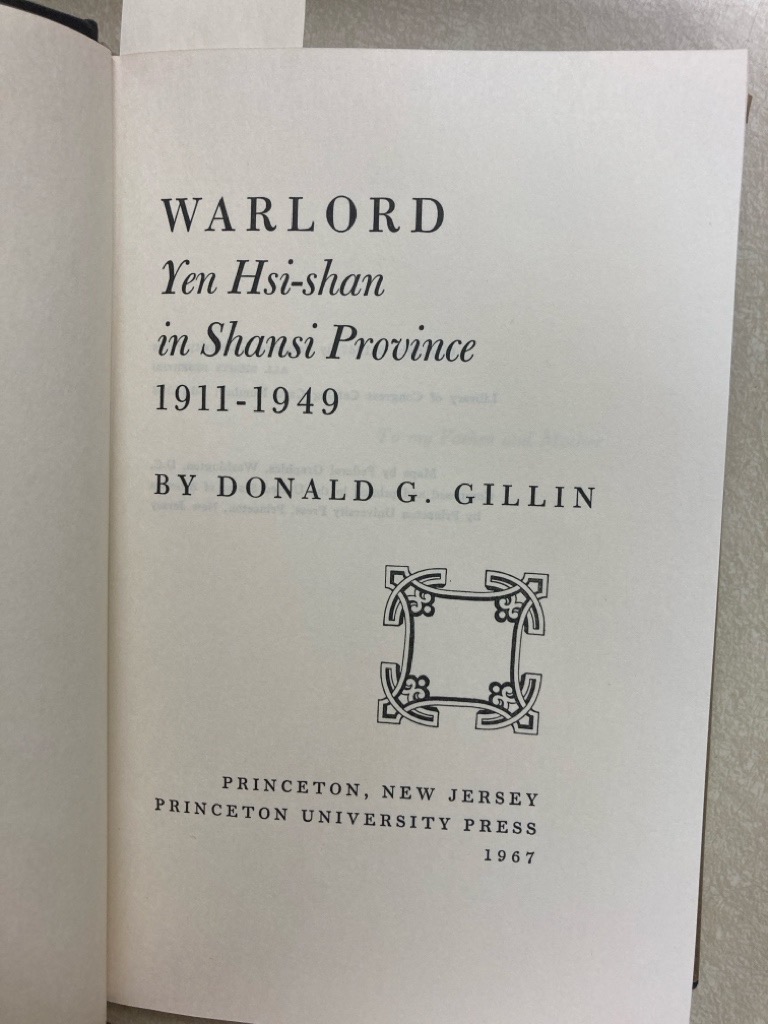 WARLORD
Yen Hsi-shan
in Shansi Province
1911-1949
BY DONALD G. GILLIN
PRINCETON, NEW JERSEY
PRINCETON UNIVERSITY PRESS
1967